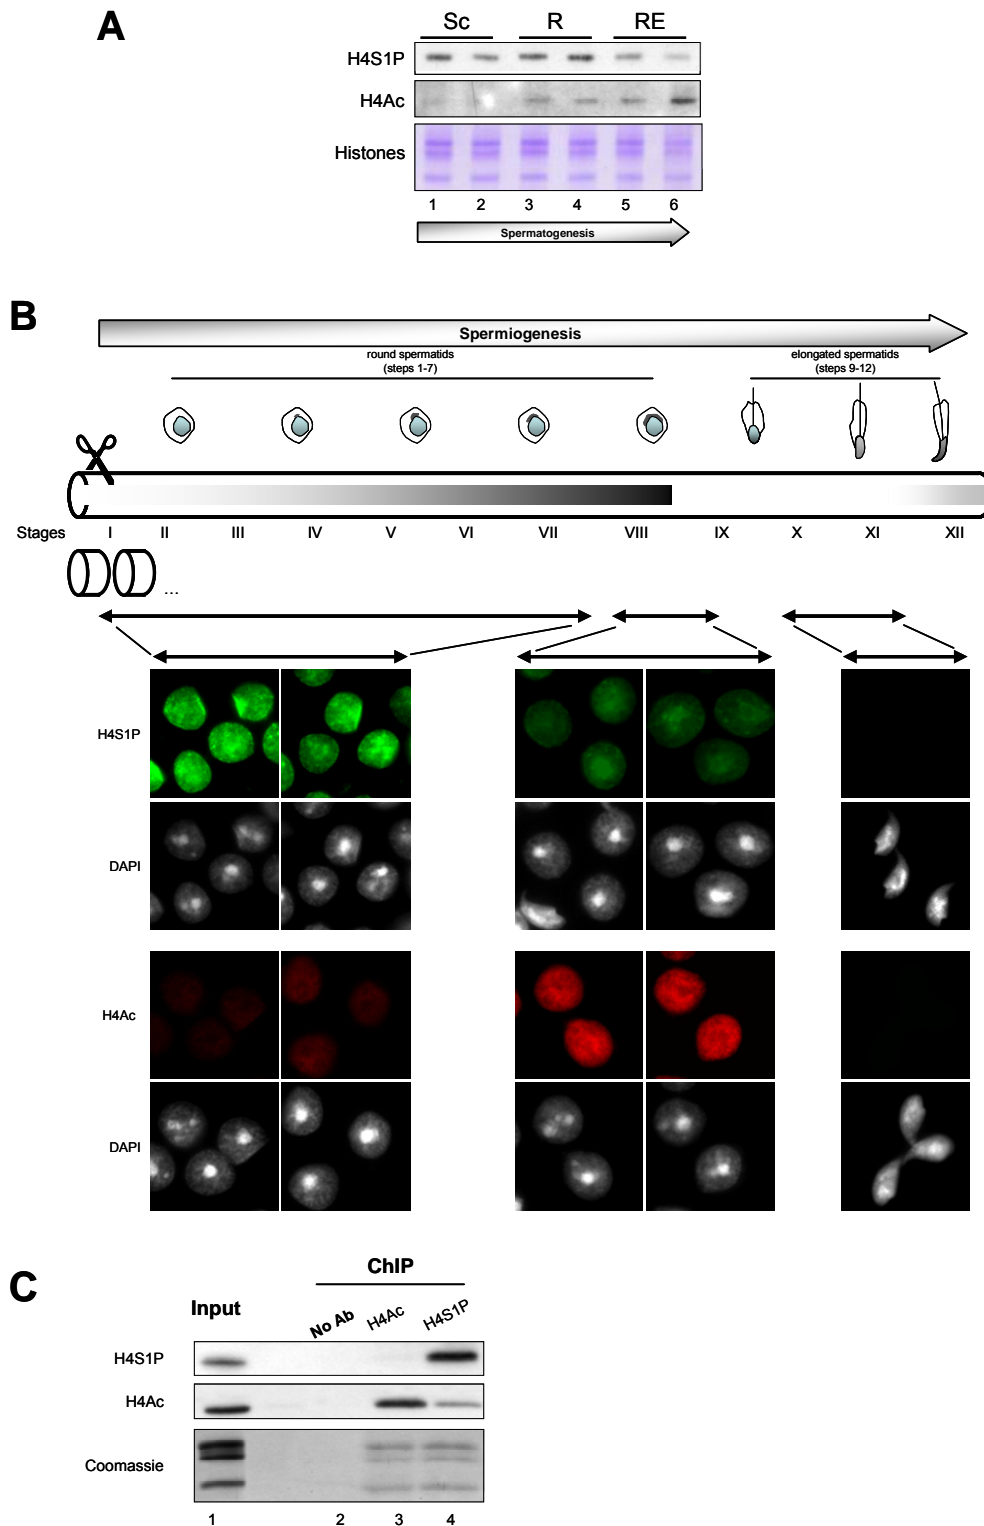 A
Sc R RE
H4S1P
H4Ac
Histones
1 2 3 4 5 6
Spermatogenesis
B
Spermiogenesis
round spermatids
(steps 1-7)
elongated spermatids
(steps 9-12)
Stages I II III IV V VI VII VIII IX X XI XII
...
H4S1P
DAPI
H4Ac
DAPI
C
ChIP
Input
No Ab H4Ac H4S1P
H4S1P
H4Ac
Coomassie
1 2 3 4